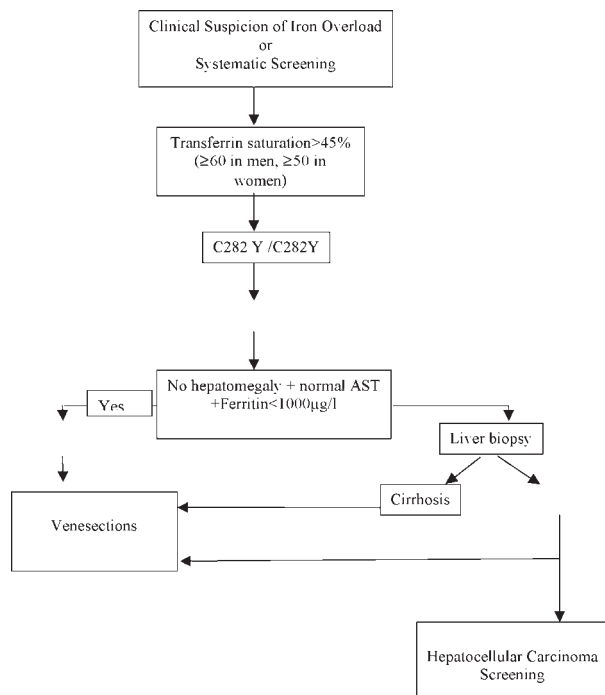 Clinical Suspicion of Iron Overload
or
Systematic Screening
Transferrin saturation>45%
(≥60 in men, ≥50 in
women)
C282 Y /C282Y
No hepatomegaly + normal AST
+Ferritin<1000µg/l
Yes
Liver biopsy
Cirrhosis
Venesections
Hepatocellular Carcinoma
Screening